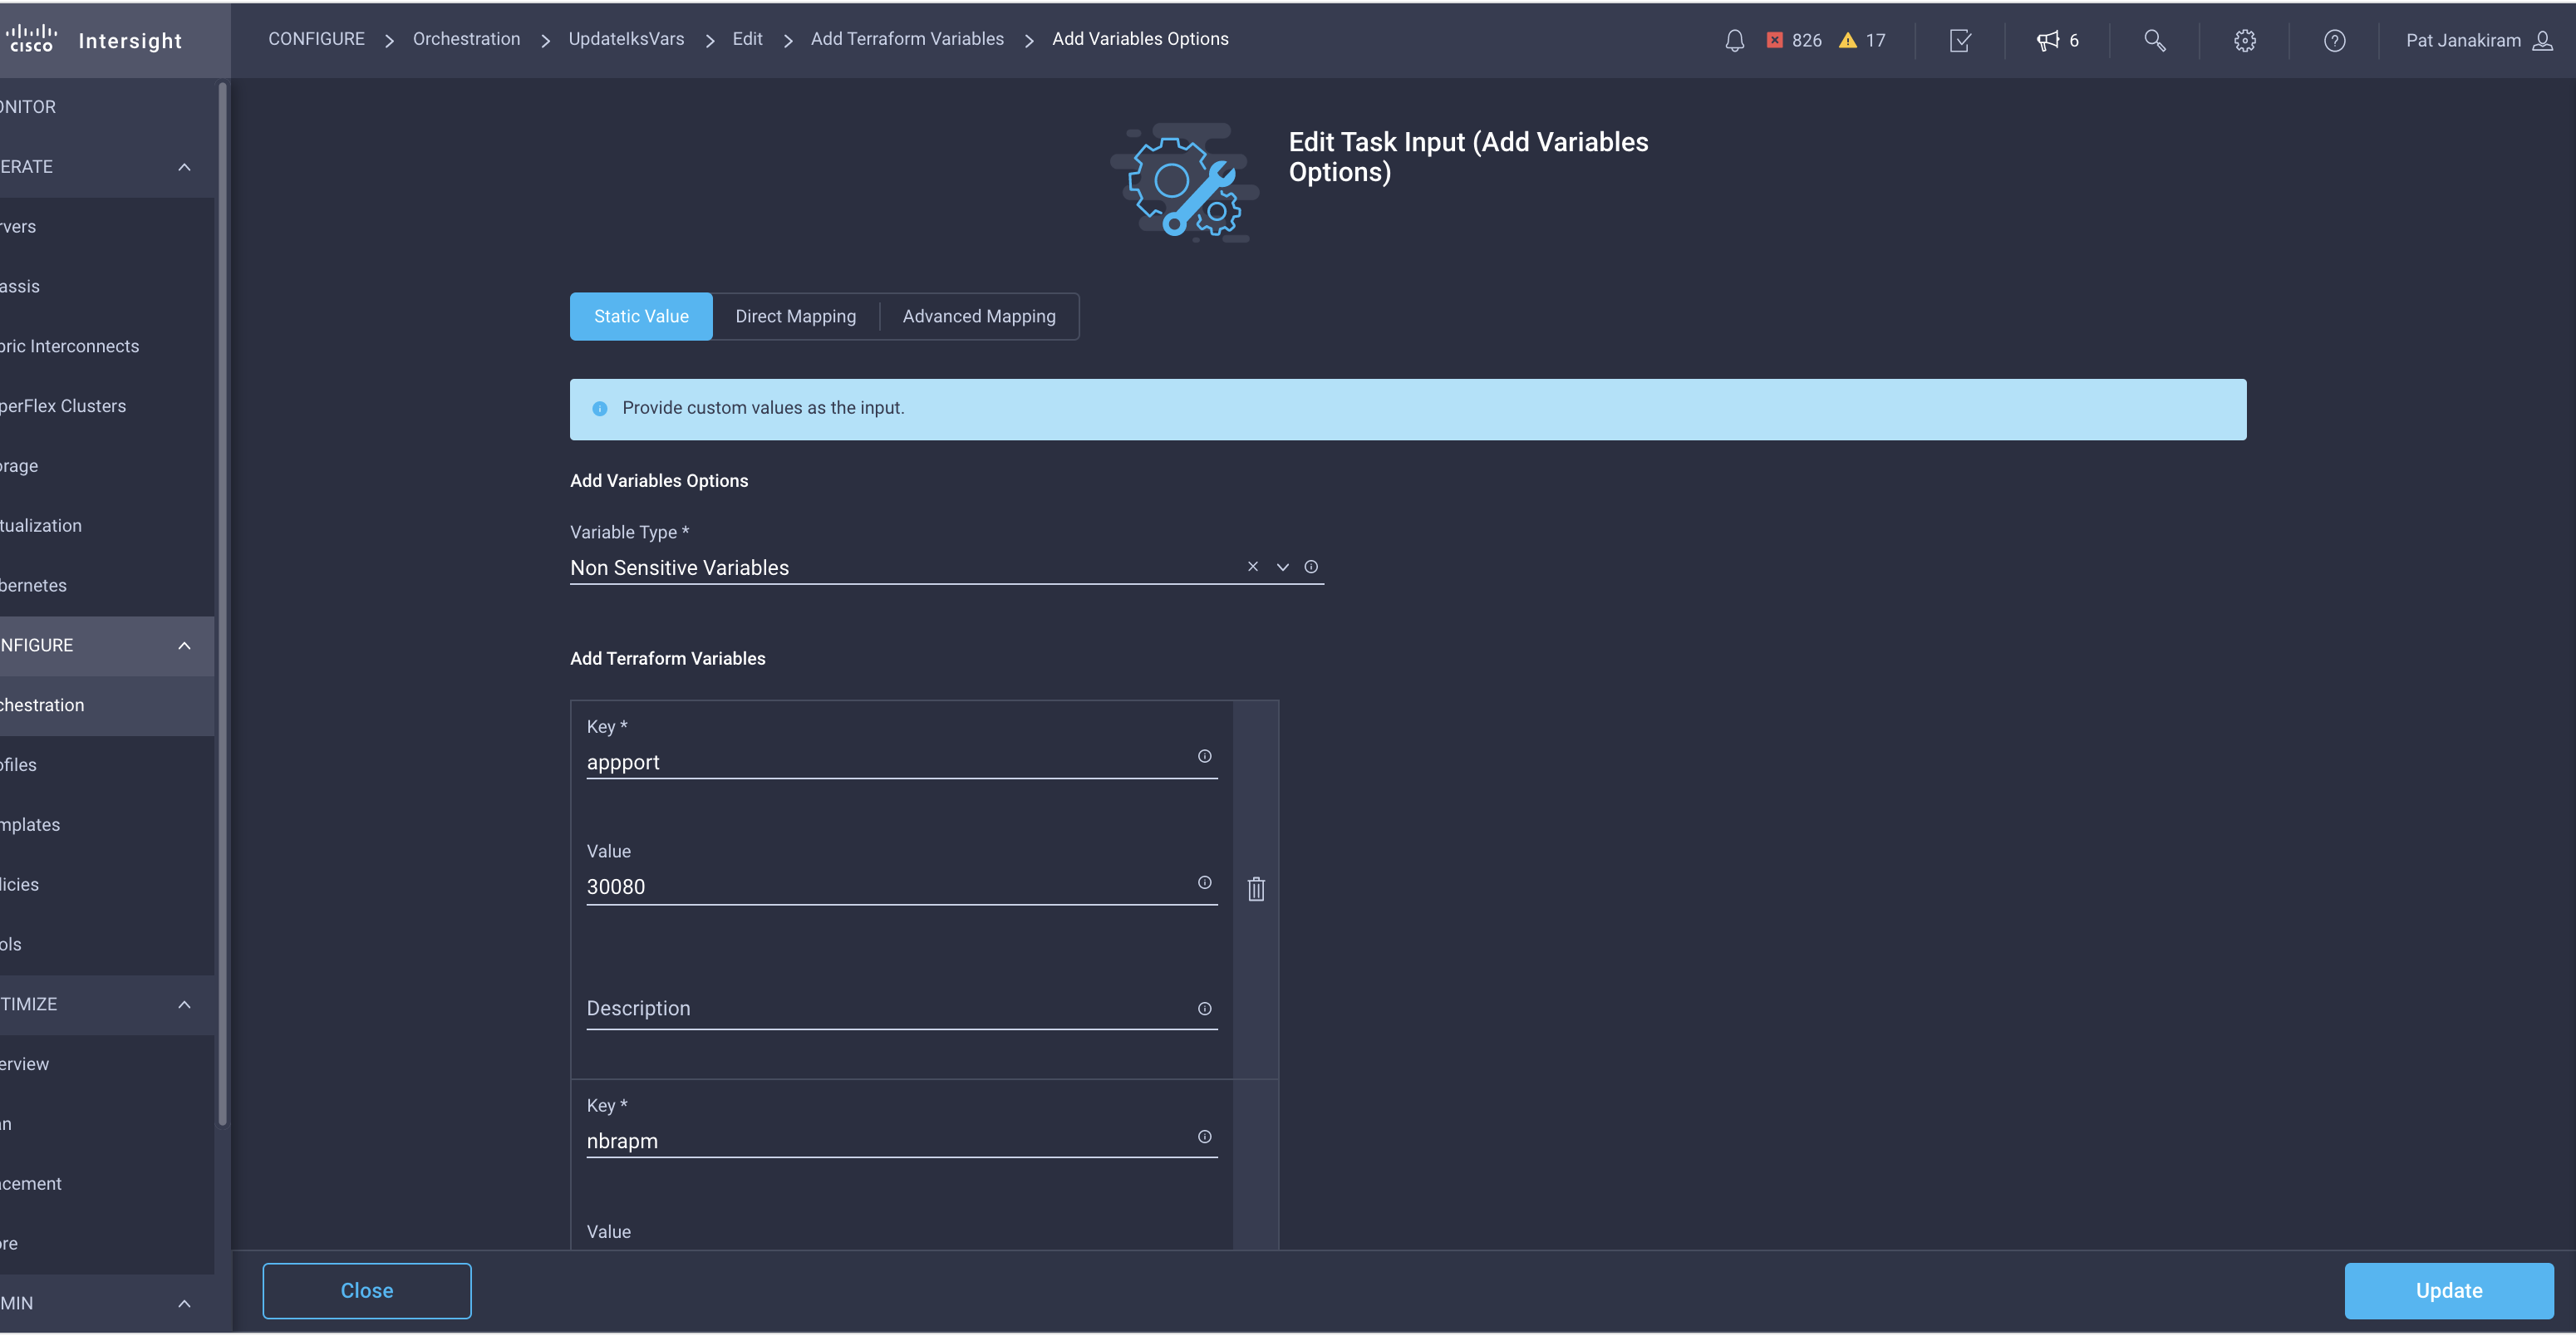 CISCO Intersight
CONFIGURE > Orchestration > UpdateIksVars > Edit > Add Terraform Variables > Add Variables Options
826 17 6 Pat Janakiram
ONITOR
ERATE
rvers
assis
bric Interconnects
perFlex Clusters
orage
tualization
bernetes
NFIGURE
chestration
ofiles
mplates
licies
ols
TIMIZE
erview
an
acement
ore
MIN
Edit Task Input (Add Variables
Options)
Static Value Direct Mapping Advanced Mapping
Provide custom values as the input.
Add Variables Options
Variable Type *
Non Sensitive Variables
Add Terraform Variables
Key *
appport
Value
30080
Description
Key *
nbrapm
Value
Close Update